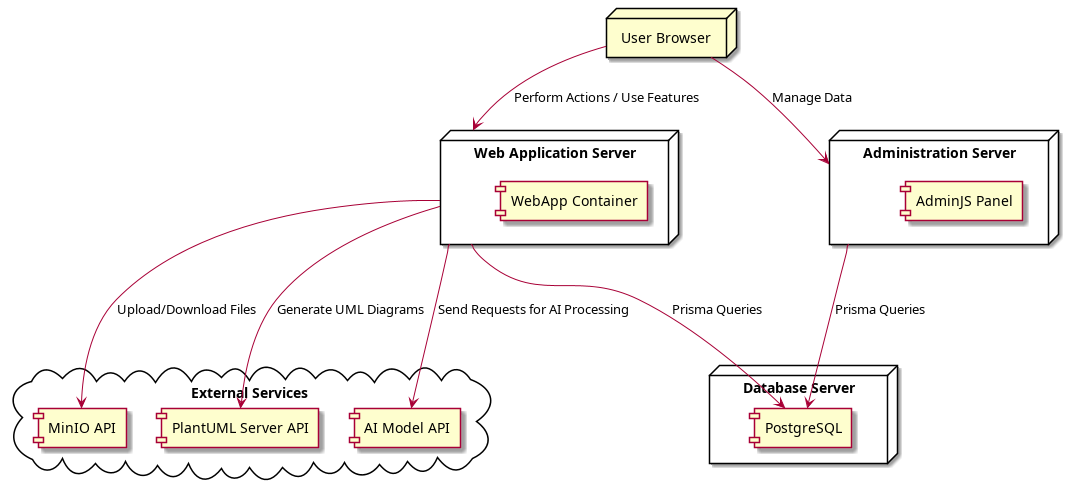 User Browser
Perform Actions / Use Features
Manage Data
Web Application Server
WebApp Container
Administration Server
AdminJS Panel
Upload/Download Files
Generate UML Diagrams
Send Requests for AI Processing
Prisma Queries
Prisma Queries
External Services
MinIO API
PlantUML Server API
AI Model API
Database Server
PostgreSQL